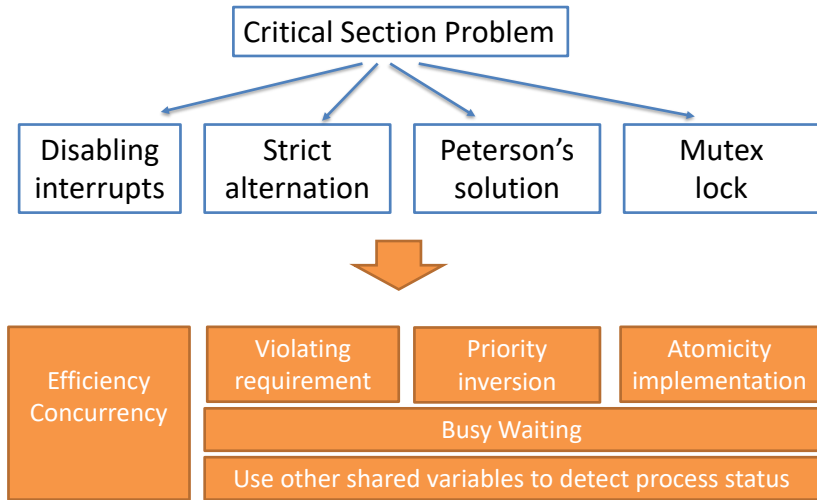 Critical Section Problem
Disabling
interrupts
Strict
alternation
Peterson's
solution
Mutex
lock
Efficiency
Concurrency
Violating
requirement
Priority
inversion
Atomicity
implementation
Busy Waiting
Use other shared variables to detect process status